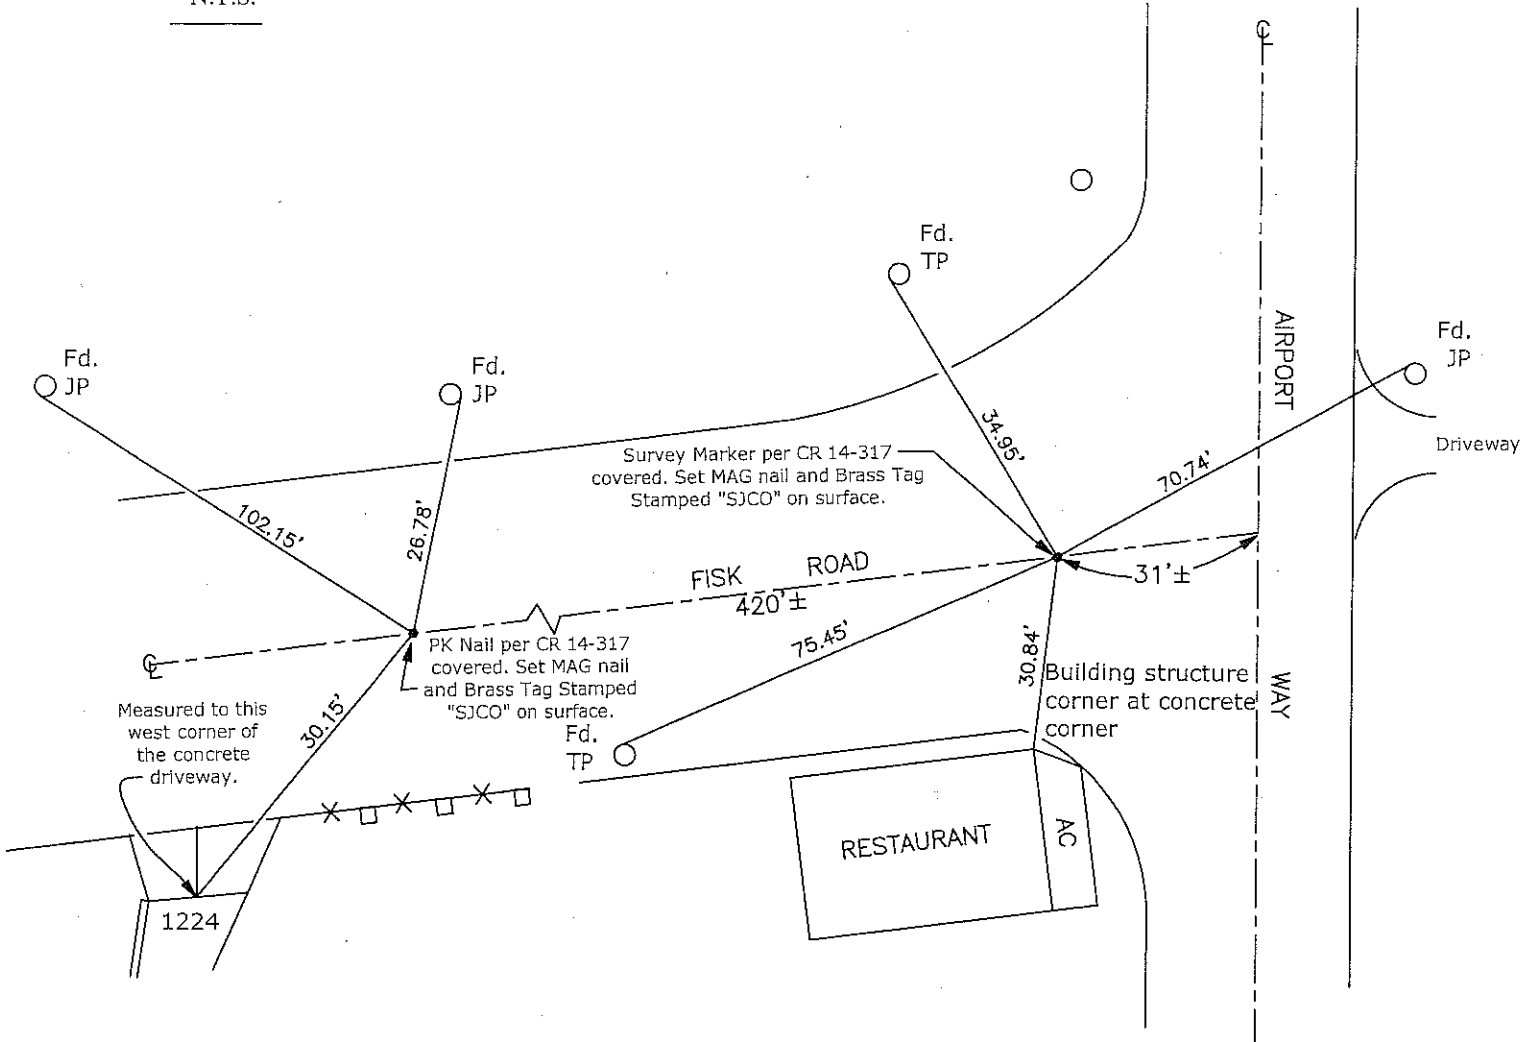 N.T.S.
℄
Fd.
TP
AIRPORT
Fd.
JP
Fd.
JP
Fd.
JP
Driveway
34.95'
70.74'
Survey Marker per CR 14-317
covered. Set MAG nail and Brass Tag
Stamped "SJCO" on surface.
102.15'
26.78'
FISK ROAD
420'±
31'±
℄
PK Nail per CR 14-317
covered. Set MAG nail
and Brass Tag Stamped
"SJCO" on surface.
75.45'
30.84'
Building structure
corner at concrete
corner
WAY
Measured to this
west corner of
the concrete
driveway.
30.15'
Fd.
TP
RESTAURANT
AC
1224